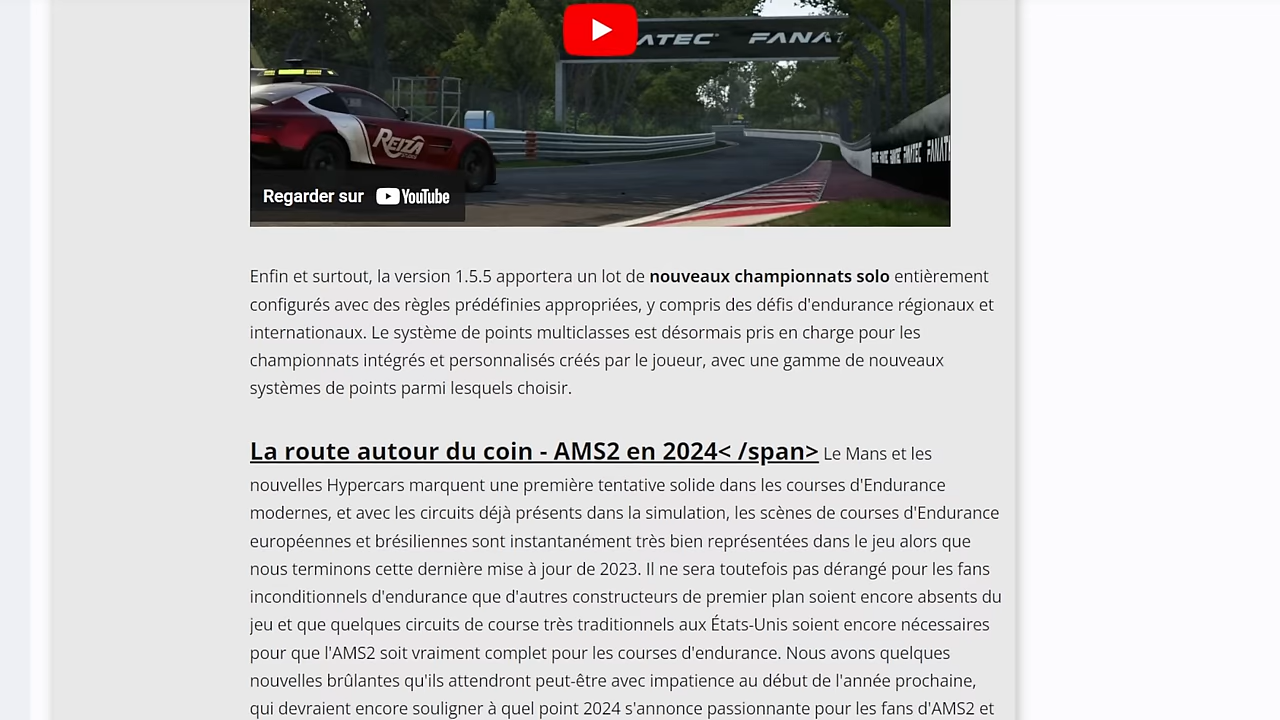 ATEC FANA
REIZA
Regarder sur YouTube
FANATEC FANAT
Enfin et surtout, la version 1.5.5 apportera un lot de nouveaux championnats solo entièrement
configurés avec des règles prédéfinies appropriées, y compris des défis d'endurance régionaux et
internationaux. Le système de points multiclasses est désormais pris en charge pour les
championnats intégrés et personnalisés créés par le joueur, avec une gamme de nouveaux
systèmes de points parmi lesquels choisir.
La route autour du coin - AMS2 en 2024< /span> Le Mans et les
nouvelles Hypercars marquent une première tentative solide dans les courses d'Endurance
modernes, et avec les circuits déjà présents dans la simulation, les scènes de courses d'Endurance
européennes et brésiliennes sont instantanément très bien représentées dans le jeu alors que
nous terminons cette dernière mise à jour de 2023. Il ne sera toutefois pas dérangé pour les fans
inconditionnels d'endurance que d'autres constructeurs de premier plan soient encore absents du
jeu et que quelques circuits de course très traditionnels aux États-Unis soient encore nécessaires
pour que l'AMS2 soit vraiment complet pour les courses d'endurance. Nous avons quelques
nouvelles brûlantes qu'ils attendront peut-être avec impatience au début de l'année prochaine,
qui devraient encore souligner à quel point 2024 s'annonce passionnante pour les fans d'AMS2 et